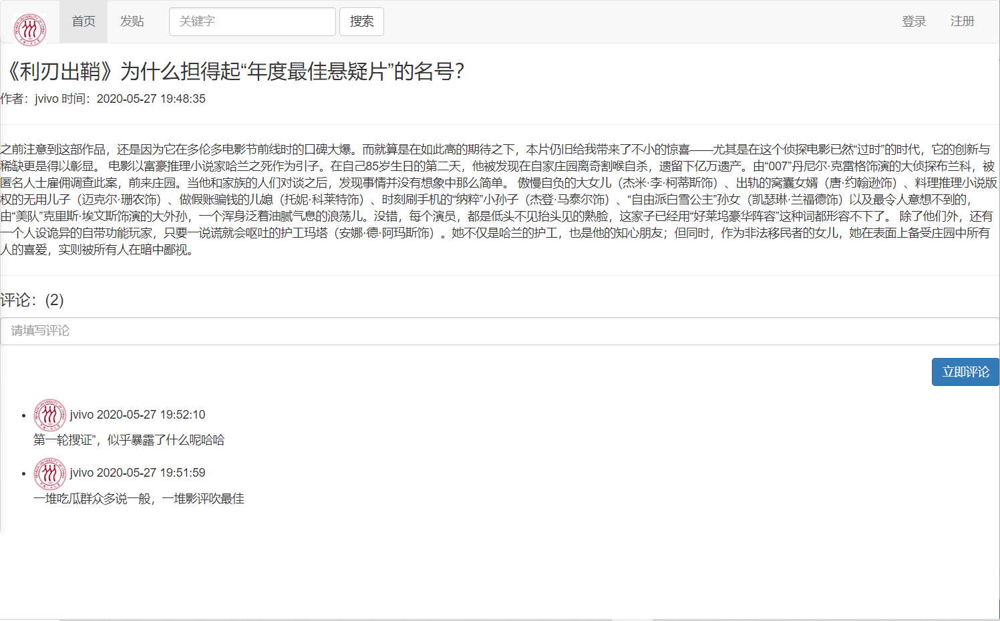 首页 发贴 关键字 搜索 登录 注册
《利刃出鞘》为什么担得起“年度最佳悬疑片”的名号？
作者：jvivo 时间：2020-05-27 19:48:35
之前注意到这部作品，还是因为它在多伦多电影节前线时的口碑大爆。而就算是在如此高的期待之下，本片仍旧给我带来了不小的惊喜——尤其是在这个侦探电影已然“过时”的时代，它的创新与
稀缺更是得以彰显。 电影以富豪推理小说家哈兰之死作为引子。在自己85岁生日的第二天，他被发现在自家庄园离奇割喉自杀，遗留下亿万遗产。由“007”丹尼尔·克雷格饰演的大侦探布兰科，被
匿名人士雇佣调查此案，前来庄园。当他和家族的人们对谈之后，发现事情并没有想象中那么简单。 傲慢自负的大女儿（杰米·李·柯蒂斯饰）、出轨的窝囊女婿（唐·约翰逊饰）、料理推理小说版
权的无用儿子（迈克尔·珊农饰）、做假账骗钱的儿媳（托妮·科莱特饰）、时刻刷手机的“纳粹”小孙子（杰登·马泰尔饰）、“自由派白雪公主”孙女（凯瑟琳·兰福德饰）以及最令人意想不到的，
由“美队”克里斯·埃文斯饰演的大外孙，一个浑身泛着油腻气息的浪荡儿。没错，每个演员，都是低头不见抬头见的熟脸，这家子已经用“好莱坞豪华阵容”这种词都形容不下了。 除了他们外，还有
一个人设诡异的自带功能玩家，只要一说谎就会呕吐的护工玛塔（安娜·德·阿玛斯饰）。她不仅是哈兰的护工，也是他的知心朋友；但同时，作为非法移民者的女儿，她在表面上备受庄园中所有
人的喜爱，实则被所有人在暗中鄙视。
评论：(2)
请填写评论
立即评论
jvivo 2020-05-27 19:52:10
第一轮搜证”，似乎暴露了什么呢哈哈
jvivo 2020-05-27 19:51:59
一堆吃瓜群众多说一般，一堆影评吹最佳